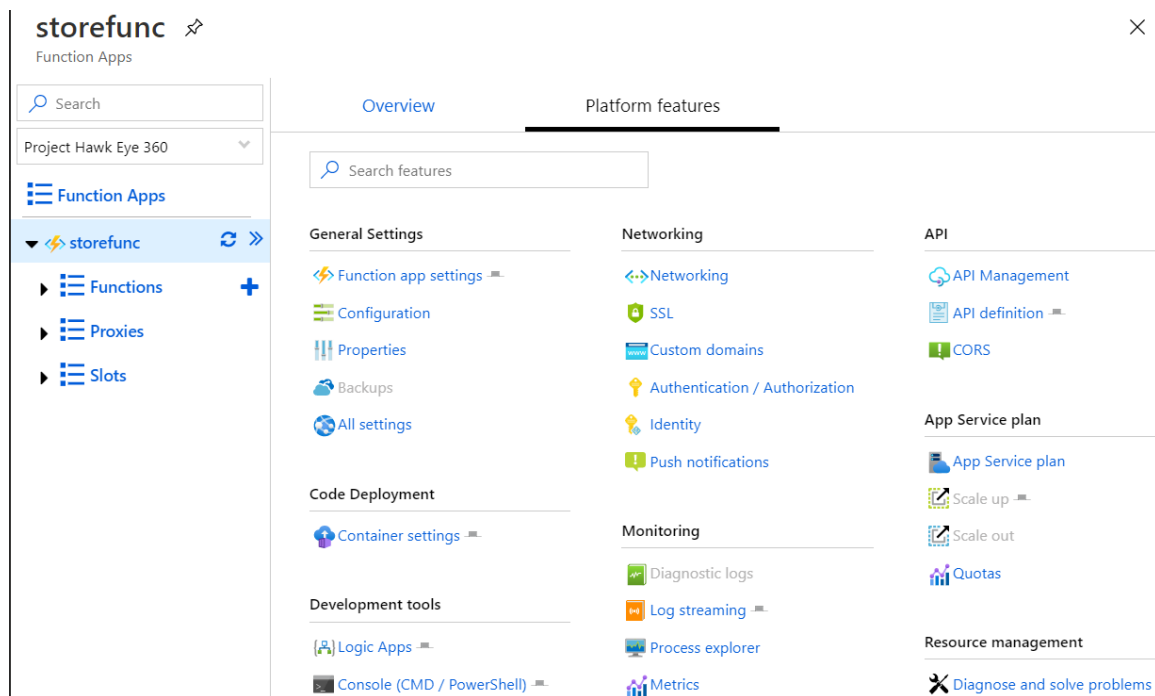 storefunc
Function Apps
Search
Project Hawk Eye 360
Function Apps
storefunc
Functions
Proxies
Slots
Overview
Platform features
Search features
General Settings
Function app settings
Configuration
Properties
Backups
All settings
Code Deployment
Container settings
Development tools
Logic Apps
Console (CMD / PowerShell)
Networking
Networking
SSL
www
Custom domains
Authentication / Authorization
Identity
Push notifications
Monitoring
Diagnostic logs
Log streaming
Process explorer
Metrics
API
API Management
API definition
CORS
App Service plan
App Service plan
Scale up
Scale out
Quotas
Resource management
Diagnose and solve problems